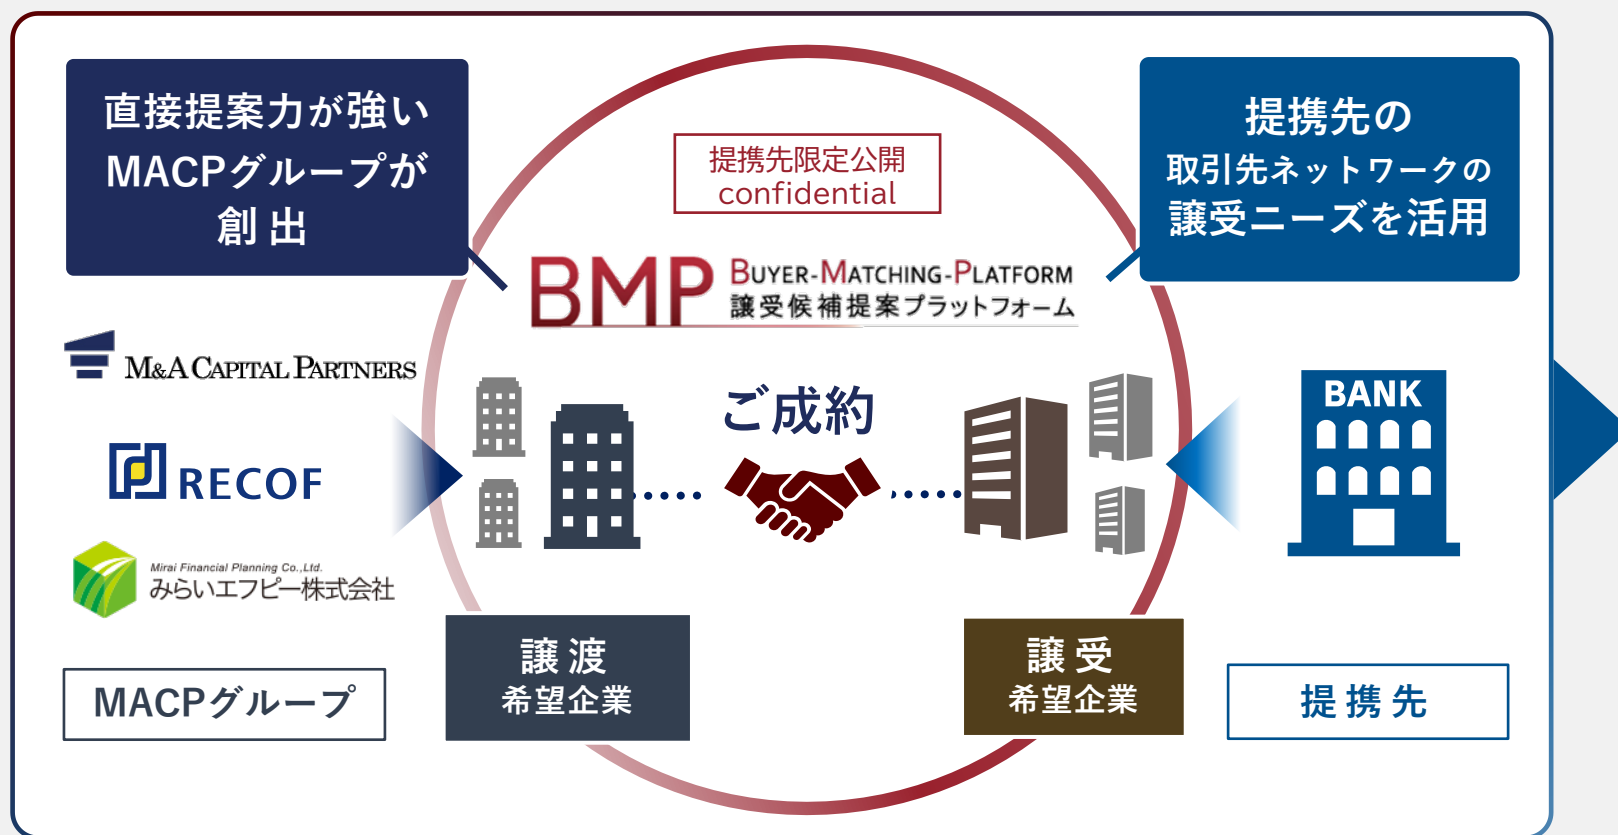 直接提案力が強い
MACPグループが
創出
提携先限定公開
confidential
提携先の
取引先ネットワークの
譲受ニーズを活用
BMP
BUYER-MATCHING-PLATFORM
譲受候補提案プラットフォーム
M&A CAPITAL PARTNERS
RECOF
Mirai Financial Planning Co.,Ltd.
みらいエフピー株式会社
MACPグループ
ご成約
譲渡
希望企業
譲受
希望企業
BANK
提携先